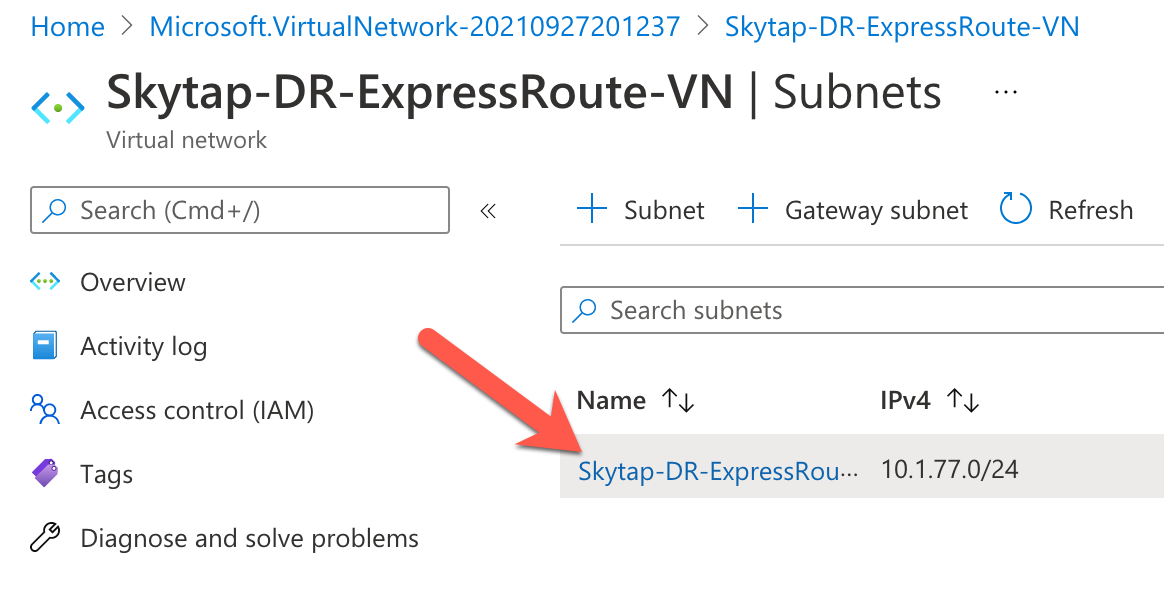 Home > Microsoft.VirtualNetwork-20210927201237 > Skytap-DR-ExpressRoute-VN
Skytap-DR-ExpressRoute-VN | Subnets ...
Virtual network
Search (Cmd+/) «
+ Subnet + Gateway subnet Refresh
Overview
Activity log
Access control (IAM)
Tags
Diagnose and solve problems
Search subnets
Name ↑↓ IPv4 ↑↓
Skytap-DR-ExpressRou... 10.1.77.0/24